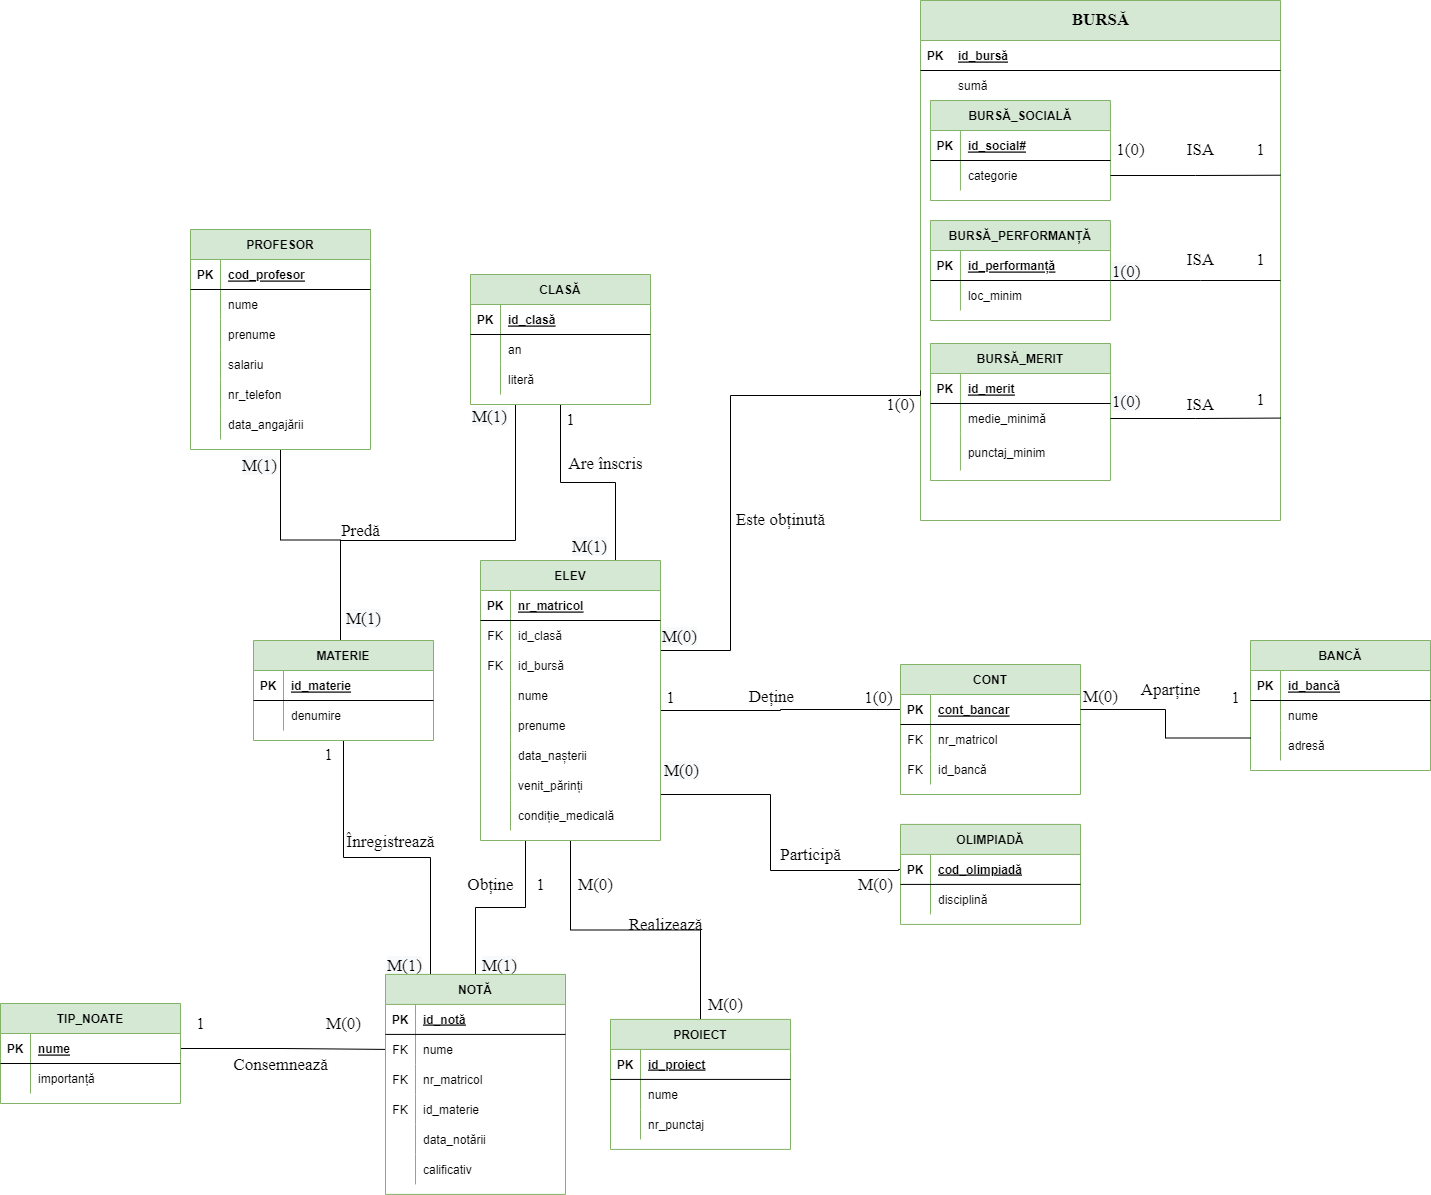 BURSĂ
PK id_bursă
sumă
BURSĂ_SOCIALĂ
PK id_social#
categorie
1(0) ISA 1
BURSĂ_PERFORMANȚĂ
PK id_performanță
loc_minim
1(0) ISA 1
BURSĂ_MERIT
PK id_merit
medie_minimă
punctaj_minim
1(0) ISA 1
PROFESOR
PK cod_profesor
nume
prenume
salariu
nr_telefon
data_angajării
M(1)
CLASĂ
PK id_clasă
an
literă
M(1) 1
1(0)
Are înscris
Este obținută
Predă
M(1)
M(1)
ELEV
PK nr_matricol
FK id_clasă
FK id_bursă
nume
prenume
data_nașterii
venit_părinți
condiție_medicală
M(0)
MATERIE
PK id_materie
denumire
1
1 Deține 1(0)
CONT
PK cont_bancar
FK nr_matricol
FK id_bancă
M(0) Aparține 1
BANCĂ
PK id_bancă
nume
adresă
M(0)
Participă
M(0)
OLIMPIADĂ
PK cod_olimpiadă
disciplină
Înregistrează
Obține 1 M(0)
Realizează
M(1) M(1)
M(0)
NOTĂ
PK id_notă
FK nume
FK nr_matricol
FK id_materie
data_notării
calificativ
TIP_NOATE
PK nume
importanță
1 M(0)
Consemnează
PROIECT
PK id_proiect
nume
nr_punctaj